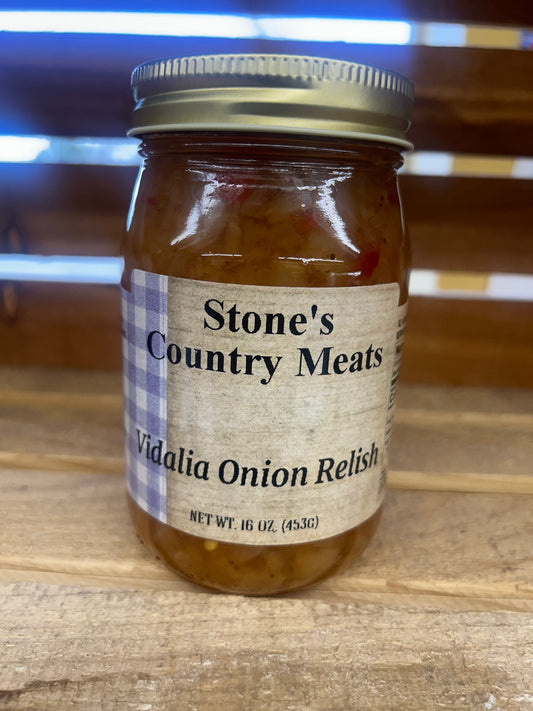 Stone's
Country Meats
Vidalia Onion Relish
NET WT. 16 OZ. (453G)